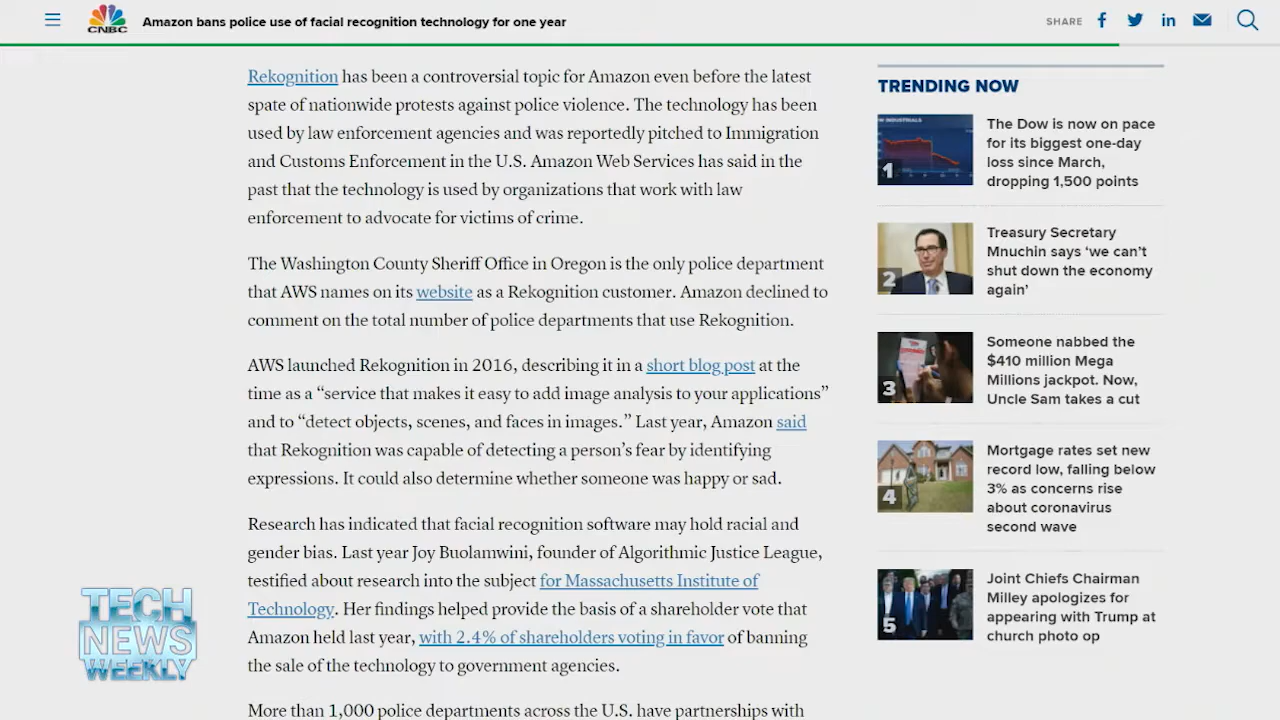 CNBC
Amazon bans police use of facial recognition technology for one year
SHARE
Rekognition has been a controversial topic for Amazon even before the latest
spate of nationwide protests against police violence. The technology has been
used by law enforcement agencies and was reportedly pitched to Immigration
and Customs Enforcement in the U.S. Amazon Web Services has said in the
past that the technology is used by organizations that work with law
enforcement to advocate for victims of crime.
The Washington County Sheriff Office in Oregon is the only police department
that AWS names on its website as a Rekognition customer. Amazon declined to
comment on the total number of police departments that use Rekognition.
AWS launched Rekognition in 2016, describing it in a short blog post at the
time as a “service that makes it easy to add image analysis to your applications”
and to “detect objects, scenes, and faces in images.” Last year, Amazon said
that Rekognition was capable of detecting a person’s fear by identifying
expressions. It could also determine whether someone was happy or sad.
Research has indicated that facial recognition software may hold racial and
gender bias. Last year Joy Buolamwini, founder of Algorithmic Justice League,
testified about research into the subject for Massachusetts Institute of
Technology. Her findings helped provide the basis of a shareholder vote that
Amazon held last year, with 2.4% of shareholders voting in favor of banning
the sale of the technology to government agencies.
More than 1,000 police departments across the U.S. have partnerships with
TRENDING NOW
INDUSTRIALS
1
The Dow is now on pace
for its biggest one-day
loss since March,
dropping 1,500 points
2
Treasury Secretary
Mnuchin says ‘we can’t
shut down the economy
again’
3
Someone nabbed the
$410 million Mega
Millions jackpot. Now,
Uncle Sam takes a cut
4
Mortgage rates set new
record low, falling below
3% as concerns rise
about coronavirus
second wave
5
Joint Chiefs Chairman
Milley apologizes for
appearing with Trump at
church photo op
TECH
NEWS
WEEKLY